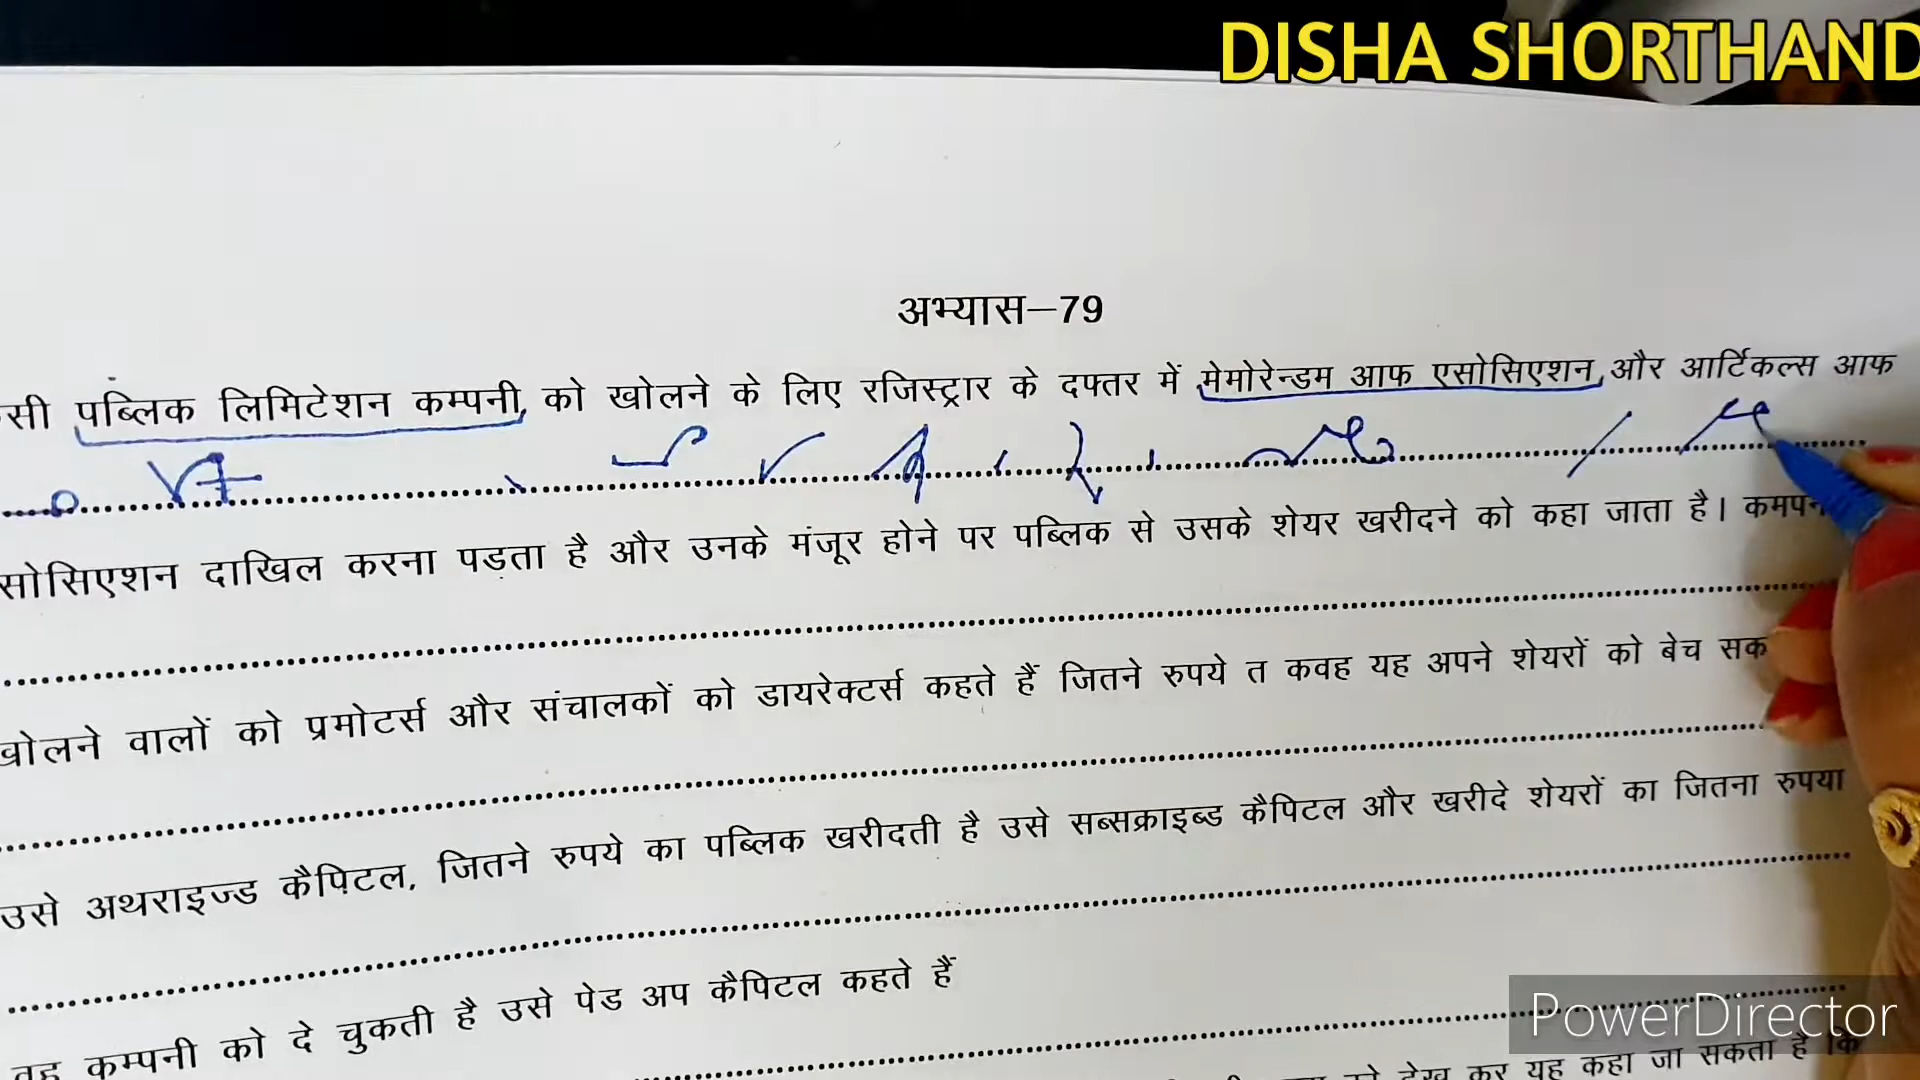 DISHA SHORTHAND
अभ्यास—79
सी पब्लिक लिमिटेशन कम्पनी को खोलने के लिए रजिस्ट्रार के दफ्तर में मेमोरेन्डम आफ एसोसिएशन और आर्टिकल्स आफ
सोसिएशन दाखिल करना पड़ता है और उनके मंजूर होने पर पब्लिक से उसके शेयर खरीदने को कहा जाता है।
खोलने वालों को प्रमोटर्स और संचालकों को डायरेक्टर्स कहते हैं जितने रुपये त कवह यह अपने शेयरों को बेच सक
उसे अथराइज्ड कैपिटल, जितने रुपये का पब्लिक खरीदती है उसे सब्सक्राइब्ड कैपिटल और खरीदे शेयरों का जितना रुपया
वह कम्पनी को दे चुकती है उसे पेड अप कैपिटल कहते हैं
देख कर यह कहा जा सकता है कि
PowerDirector